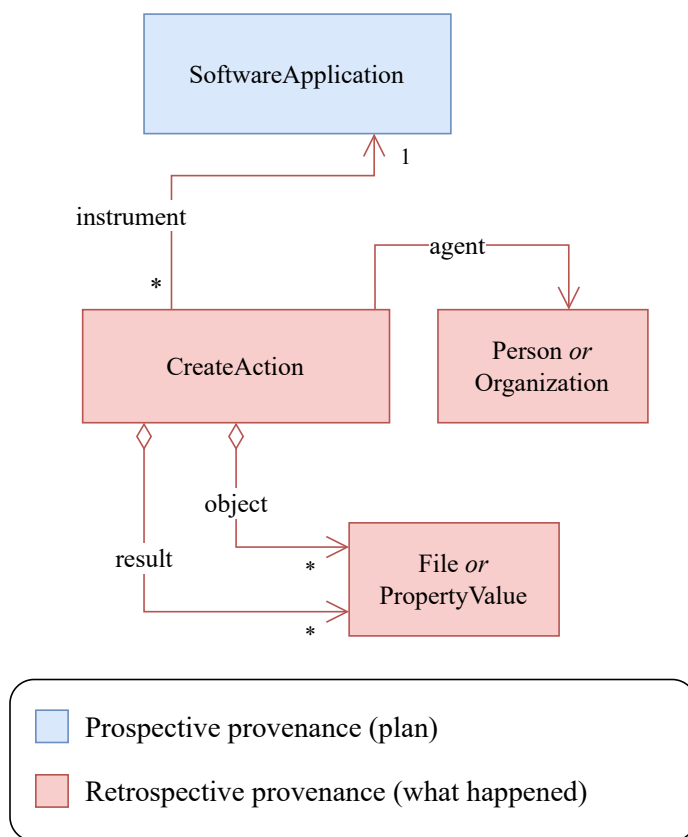 SoftwareApplication
1
instrument
*
agent
CreateAction
Person or
Organization
object
result
*
File or
PropertyValue
*
Prospective provenance (plan)
Retrospective provenance (what happened)